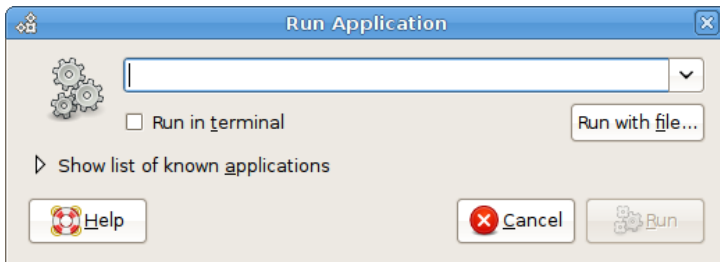 Run Application
Run in terminal
Run with file...
Show list of known applications
Help
Cancel
Run